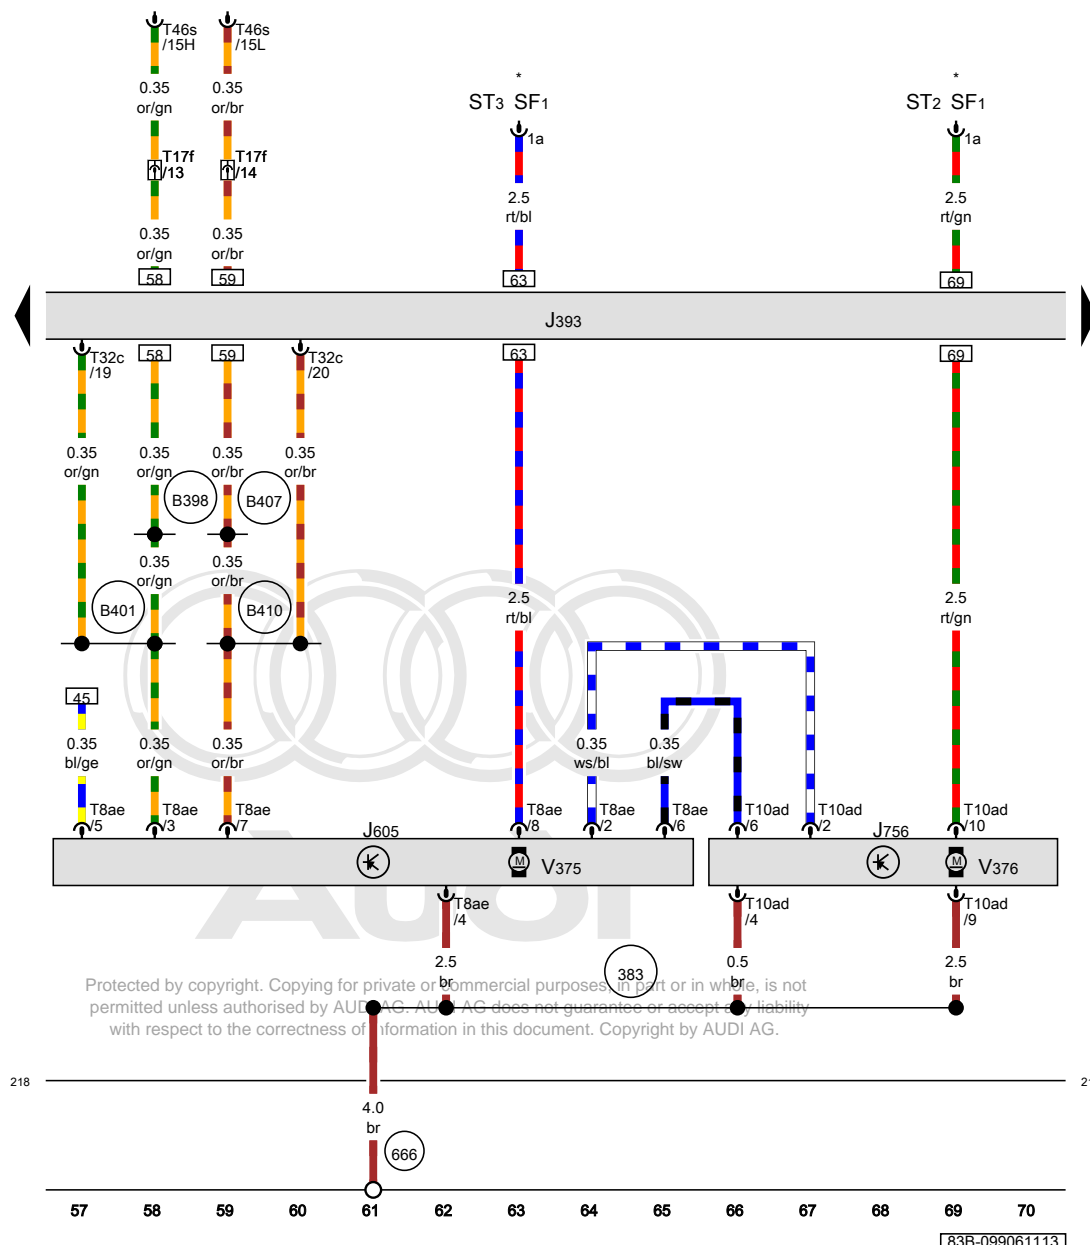 T46s
/15H
T46s
/15L
*
*
ST3 SF1
ST2 SF1
0.35
or/gn
0.35
or/br
1a
1a
T17f
/13
T17f
/14
2.5
rt/bl
2.5
rt/gn
0.35
or/gn
0.35
or/br
58
59
63
69
J393
T32c
/19
58
59
T32c
/20
63
69
0.35
or/gn
0.35
or/gn
0.35
or/br
0.35
or/br
B398
B407
0.35
or/gn
0.35
or/br
B401
B410
2.5
rt/bl
2.5
rt/gn
45
0.35
bl/ge
0.35
or/gn
0.35
or/br
0.35
ws/bl
0.35
bl/sw
T8ae
/5
T8ae
/3
T8ae
/7
J605
T8ae
/8
T8ae
/2
T8ae
/6
T10ad
/6
T10ad
/2
J756
T10ad
/10
M
V375
M
V376
Audi
T8ae
/4
T10ad
/4
T10ad
/9
2.5
br
383
0.5
br
2.5
br
Protected by copyright. Copying for private or commercial purposes, in part or in whole, is not
permitted unless authorised by AUDI AG. AUDI AG does not guarantee or accept any liability
with respect to the correctness of information in this document. Copyright by AUDI AG.
218
4.0
br
666
57 58 59 60 61 62 63 64 65 66 67 68 69 70
83B-099061113